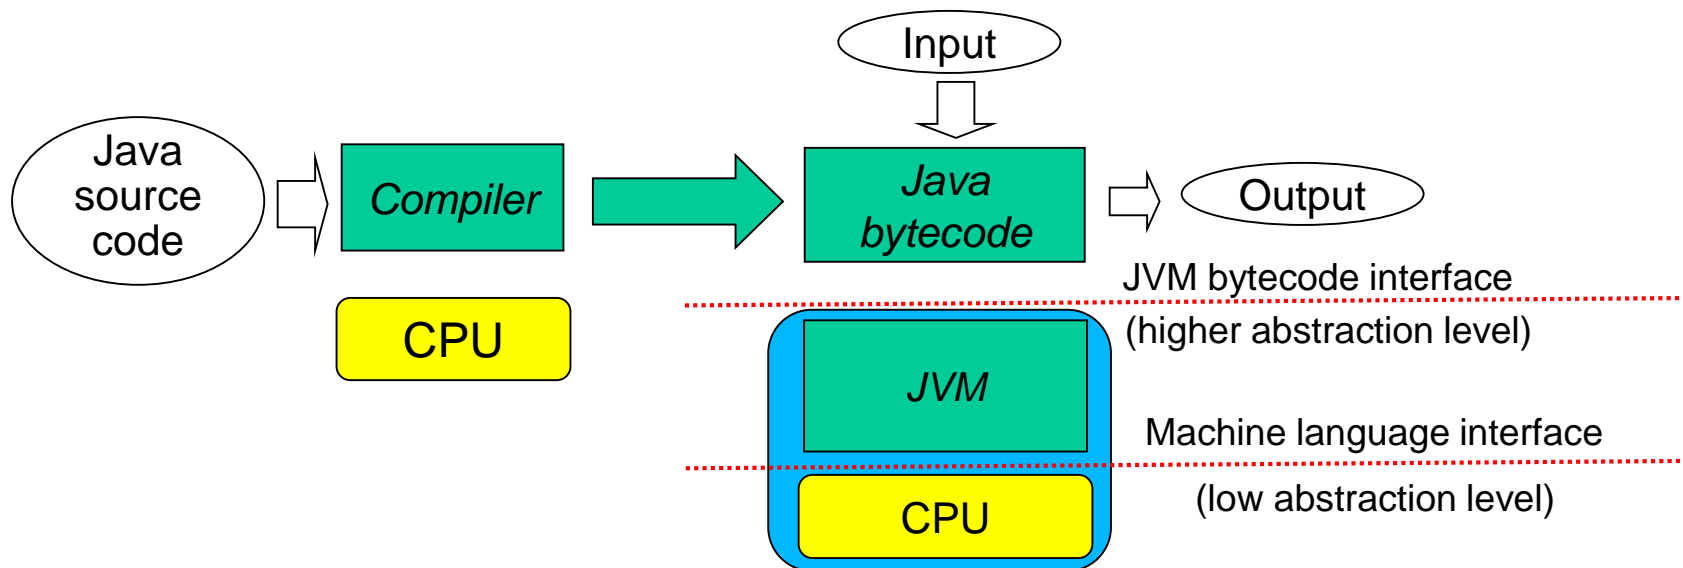 Input
Java
source
code
Compiler
Java
bytecode
Output
JVM bytecode interface
CPU
(higher abstraction level)
JVM
Machine language interface
(low abstraction level)
CPU